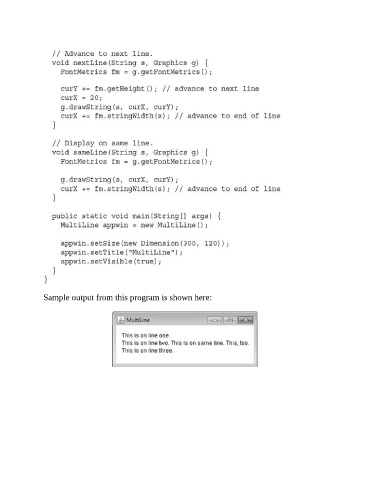 // Advance to next line.
void nextLine(String s, Graphics g) {
FontMetrics fm = g.getFontMetrics();
curY += fm.getHeight(); // advance to next line
curX = 20;
g.drawString(s, curX, curY);
curX += fm.stringWidth(s); // advance to end of line
}
// Display on same line.
void sameLine(String s, Graphics g) {
FontMetrics fm = g.getFontMetrics();
g.drawString(s, curX, curY);
curX += fm.stringWidth(s); // advance to end of line
}
public static void main(String[] args) {
MultiLine appwin = new MultiLine();
appwin.setSize(new Dimension(300, 120));
appwin.setTitle("MultiLine");
appwin.setVisible(true);
}
}
Sample output from this program is shown here:
MultiLine
This is on line one.
This is on line two. This is on same line. This, too.
This is on line three.